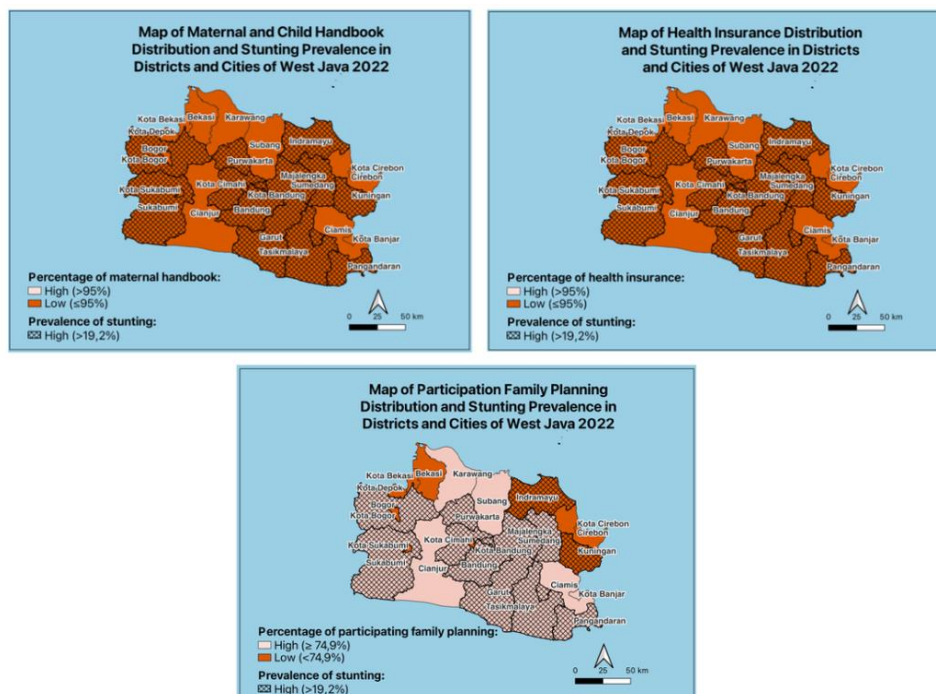 Map of Maternal and Child Handbook
Distribution and Stunting Prevalence in
Districts and Cities of West Java 2022
Kota Bekasi
Bekasi
Karawang
Kota Depok
Bogor
Kota Bogor
Subang
Purwakarta
Indramayu
Kota Cirebon
Cirebon
Kuningan
Majalengka
Sumedang
Kota Cimahi
Kota Bandung
Kota Sukabumi
Sukabumi
Bandung
Cianjur
Garut
Tasikmalaya
Ciamis
Kota Banjar
Pangandaran
Percentage of maternal handbook:
High (>95%)
Low (≤95%)
Prevalence of stunting:
High (>19,2%)
0 25 50 km
Map of Health Insurance Distribution
and Stunting Prevalence in Districts
and Cities of West Java 2022
Kota Bekasi
Bekasi
Karawang
Kota Depok
Bogor
Kota Bogor
Subang
Purwakarta
Indramayu
Kota Cirebon
Cirebon
Kuningan
Majalengka
Sumedang
Kota Cimahi
Kota Bandung
Kota Sukabumi
Sukabumi
Bandung
Cianjur
Garut
Tasikmalaya
Ciamis
Kota Banjar
Pangandaran
Percentage of health insurance:
High (>95%)
Low (≤95%)
Prevalence of stunting:
High (>19,2%)
0 25 50 km
Map of Participation Family Planning
Distribution and Stunting Prevalence in
Districts and Cities of West Java 2022
Kota Bekasi
Bekasi
Karawang
Kota Depok
Bogor
Kota Bogor
Subang
Purwakarta
Indramayu
Kota Cirebon
Cirebon
Kuningan
Majalengka
Sumedang
Kota Cimahi
Kota Bandung
Kota Sukabumi
Sukabumi
Bandung
Cianjur
Garut
Tasikmalaya
Ciamis
Kota Banjar
Pangandaran
Percentage of participating family planning:
High (≥ 74,9%)
Low (<74,9%)
Prevalence of stunting:
High (>19,2%)
0 25 50 km